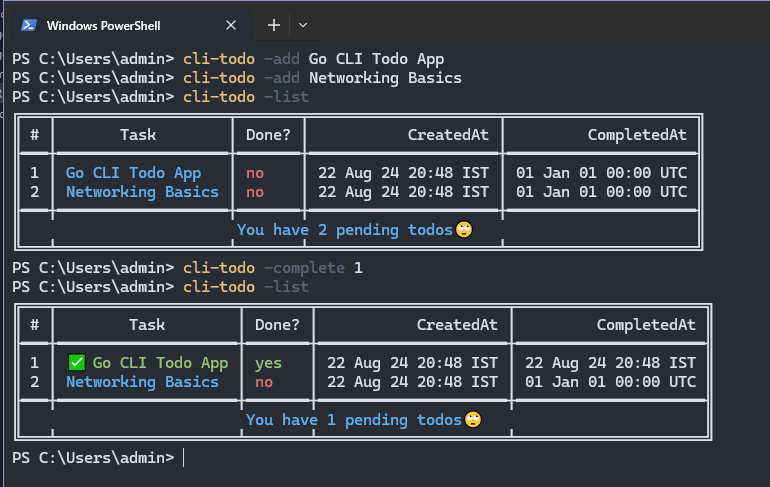 Windows PowerShell
PS C:\Users\admin> cli-todo -add Go CLI Todo App
PS C:\Users\admin> cli-todo -add Networking Basics
PS C:\Users\admin> cli-todo -list
# Task Done? CreatedAt CompletedAt
1 Go CLI Todo App no 22 Aug 24 20:48 IST 01 Jan 01 00:00 UTC
2 Networking Basics no 22 Aug 24 20:48 IST 01 Jan 01 00:00 UTC
You have 2 pending todos🙄
PS C:\Users\admin> cli-todo -complete 1
PS C:\Users\admin> cli-todo -list
# Task Done? CreatedAt CompletedAt
1 ✅ Go CLI Todo App yes 22 Aug 24 20:48 IST 22 Aug 24 20:48 IST
2 Networking Basics no 22 Aug 24 20:48 IST 01 Jan 01 00:00 UTC
You have 1 pending todos🙄
PS C:\Users\admin>